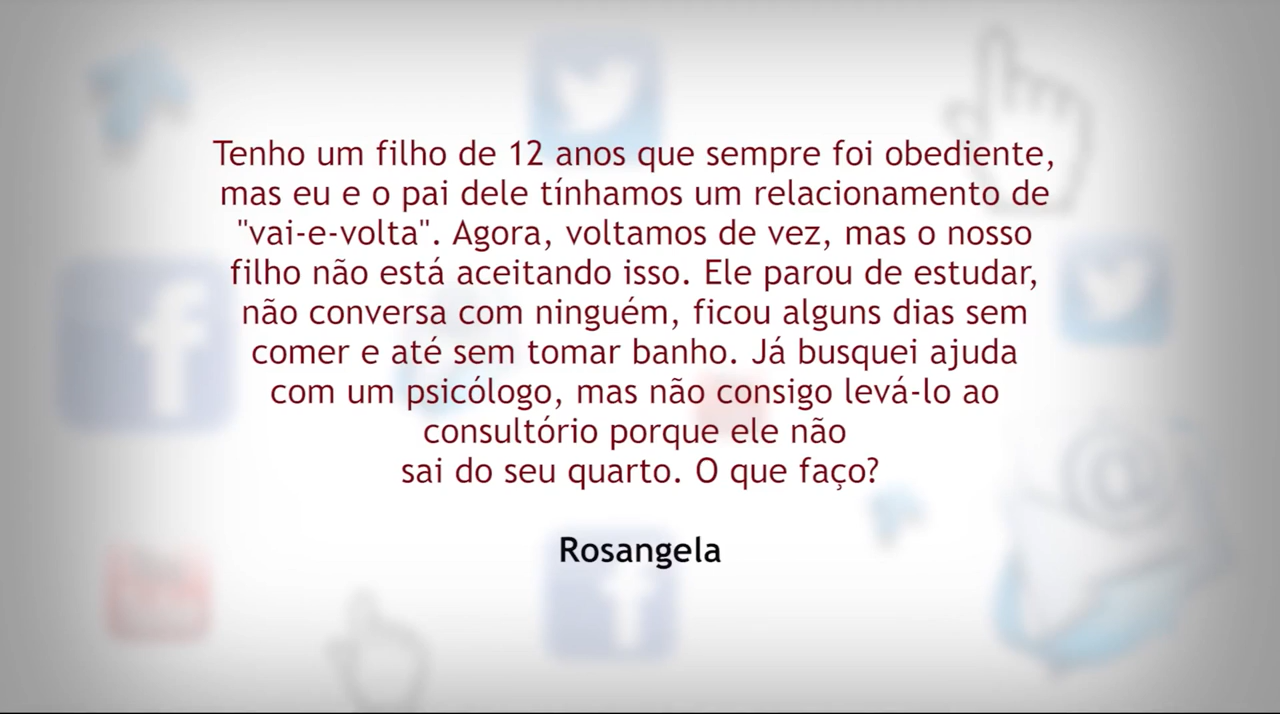 Tenho um filho de 12 anos que sempre foi obediente,
mas eu e o pai dele tínhamos um relacionamento de
"vai-e-volta". Agora, voltamos de vez, mas o nosso
filho não está aceitando isso. Ele parou de estudar,
não conversa com ninguém, ficou alguns dias sem
comer e até sem tomar banho. Já busquei ajuda
com um psicólogo, mas não consigo levá-lo ao
consultório porque ele não
sai do seu quarto. O que faço?
Rosangela